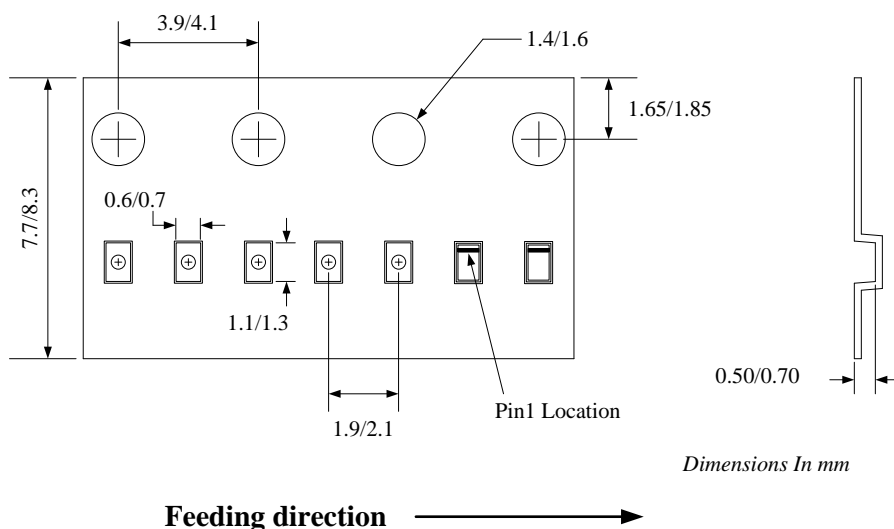 3.9/4.1
1.4/1.6
1.65/1.85
7.7/8.3
0.6/0.7
1.1/1.3
1.9/2.1
Pin1 Location
0.50/0.70
Dimensions In mm
Feeding direction